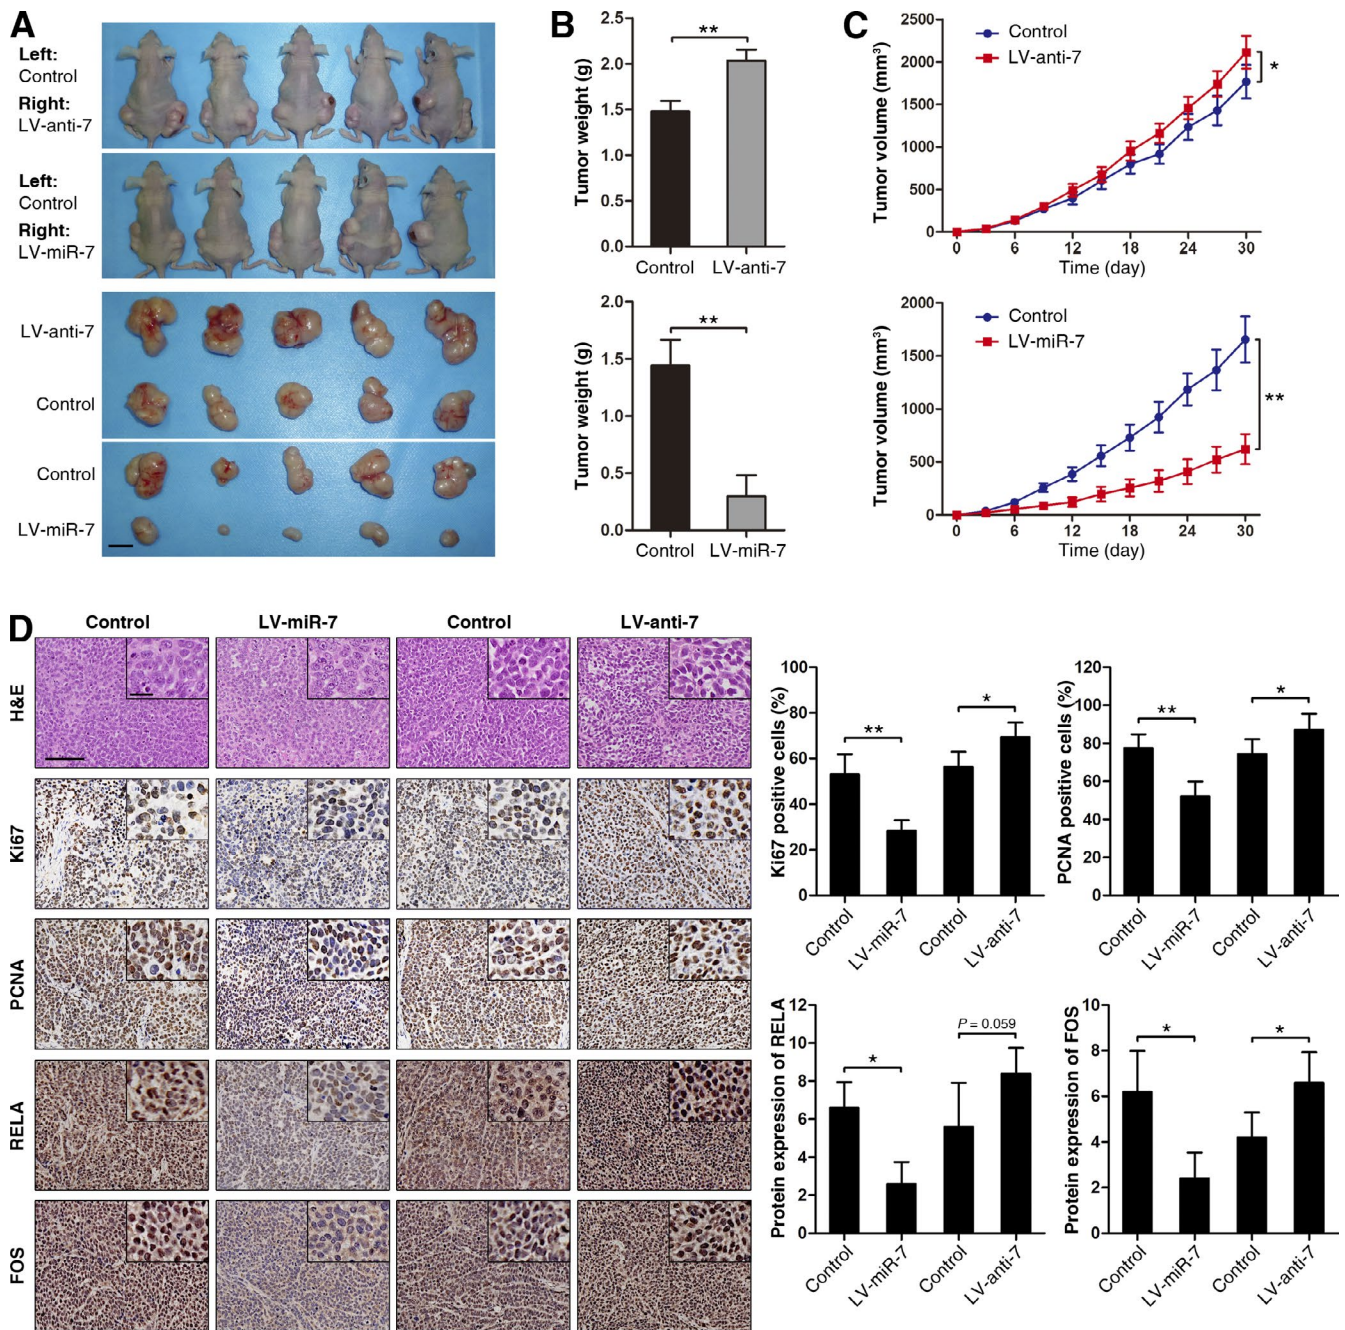 A
Left:
Control
Right:
LV-anti-7
Left:
Control
Right:
LV-miR-7
LV-anti-7
Control
Control
LV-miR-7
B
Tumor weight (g)
2.5
2.0
1.5
1.0
0.5
0.0
**
Control LV-anti-7
Tumor weight (g)
2.0
1.5
1.0
0.5
0.0
**
Control LV-miR-7
C
Tumor volume (mm³)
2500
2000
1500
1000
500
0
Control
LV-anti-7
*
0 6 12 18 24 30
Time (day)
Tumor volume (mm³)
2000
1500
1000
500
0
Control
LV-miR-7
**
0 6 12 18 24 30
Time (day)
D
Control LV-miR-7 Control LV-anti-7
H&E
Ki67
PCNA
RELA
FOS
Ki67 positive cells (%)
100
80
60
40
20
0
**
*
Control LV-miR-7 Control LV-anti-7
PCNA positive cells (%)
120
100
80
60
40
20
0
**
*
Control LV-miR-7 Control LV-anti-7
Protein expression of RELA
12
10
8
6
4
2
0
*
P = 0.059
Control LV-miR-7 Control LV-anti-7
Protein expression of FOS
10
8
6
4
2
0
*
*
Control LV-miR-7 Control LV-anti-7